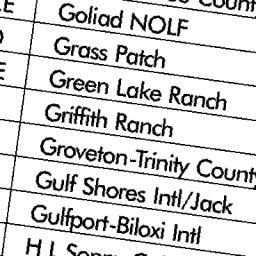 Goliad NOLF
Grass Patch
Green Lake Ranch
Griffith Ranch
Groveton-Trinity County
Gulf Shores Intl/Jack
Gulfport-Biloxi Intl